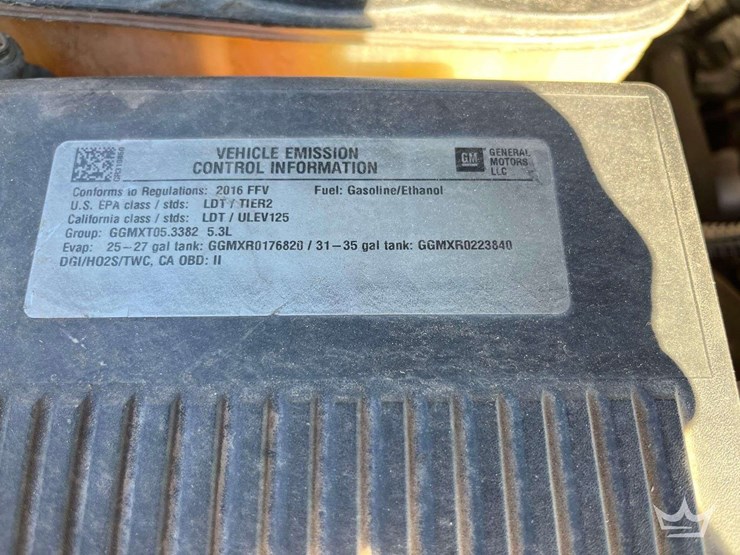 VEHICLE EMISSION
CONTROL INFORMATION
GM
GENERAL
MOTORS
LLC
Conforms to Regulations: 2016 FFV Fuel: Gasoline/Ethanol
U.S. EPA class / stds: LDT / TIER2
California class / stds: LDT / ULEV125
Group: GGMXT05.3382 5.3L
Evap: 25-27 gal tank: GGMXR0176820 / 31-35 gal tank: GGMXR0223840
DGI/HO2S/TWC, CA OBD: II